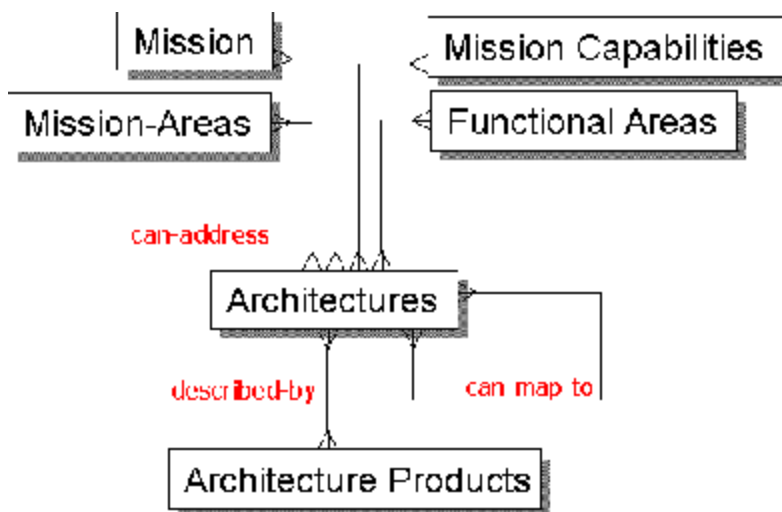 Mission
Mission Capabilities
Mission-Areas
Functional Areas
can-address
Architectures
described-by
can map to
Architecture Products